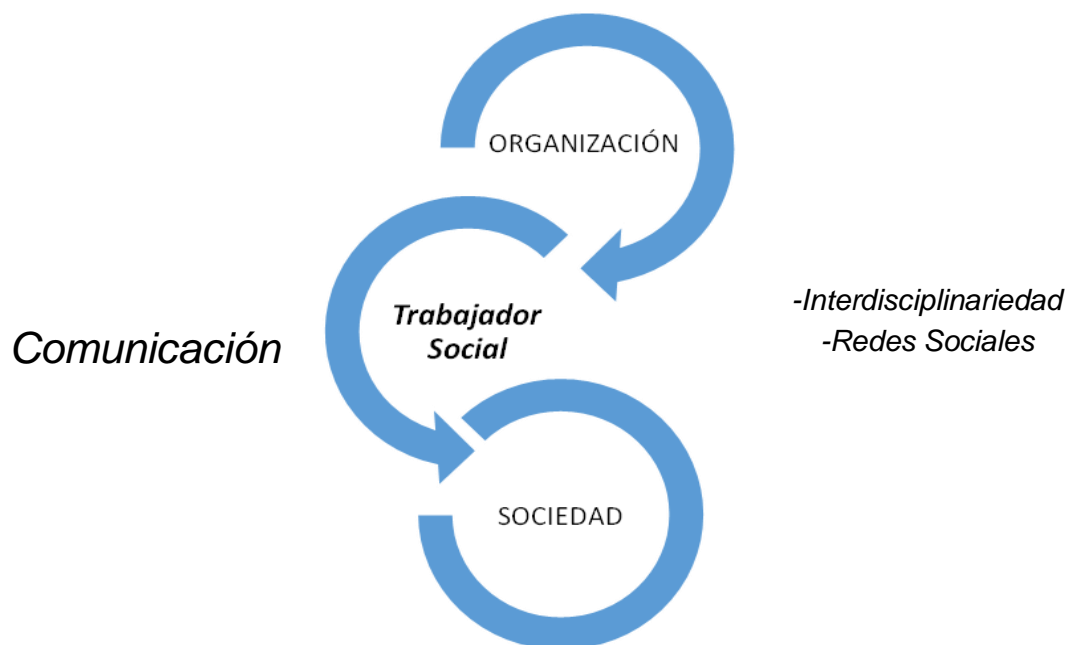 ORGANIZACIÓN
Comunicación
Trabajador
Social
-Interdisciplinariedad
-Redes Sociales
SOCIEDAD